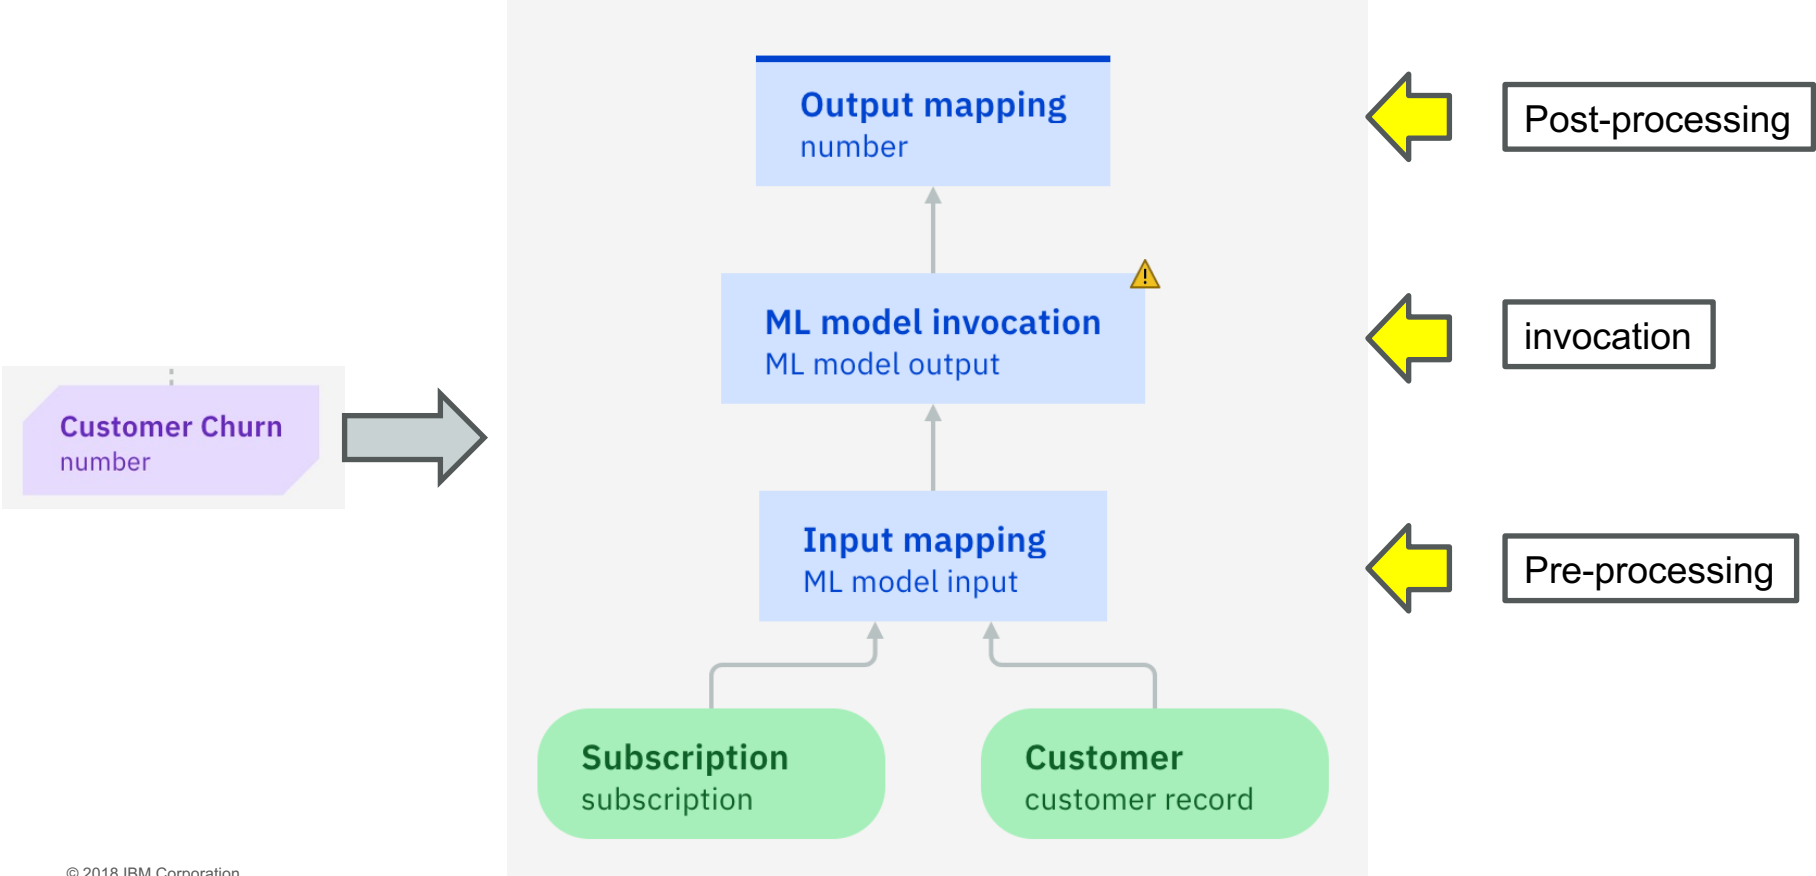 Output mapping
number
Post-processing
ML model invocation
ML model output
invocation
Customer Churn
number
Input mapping
ML model input
Pre-processing
Subscription
subscription
Customer
customer record
© 2018 IBM Corporation